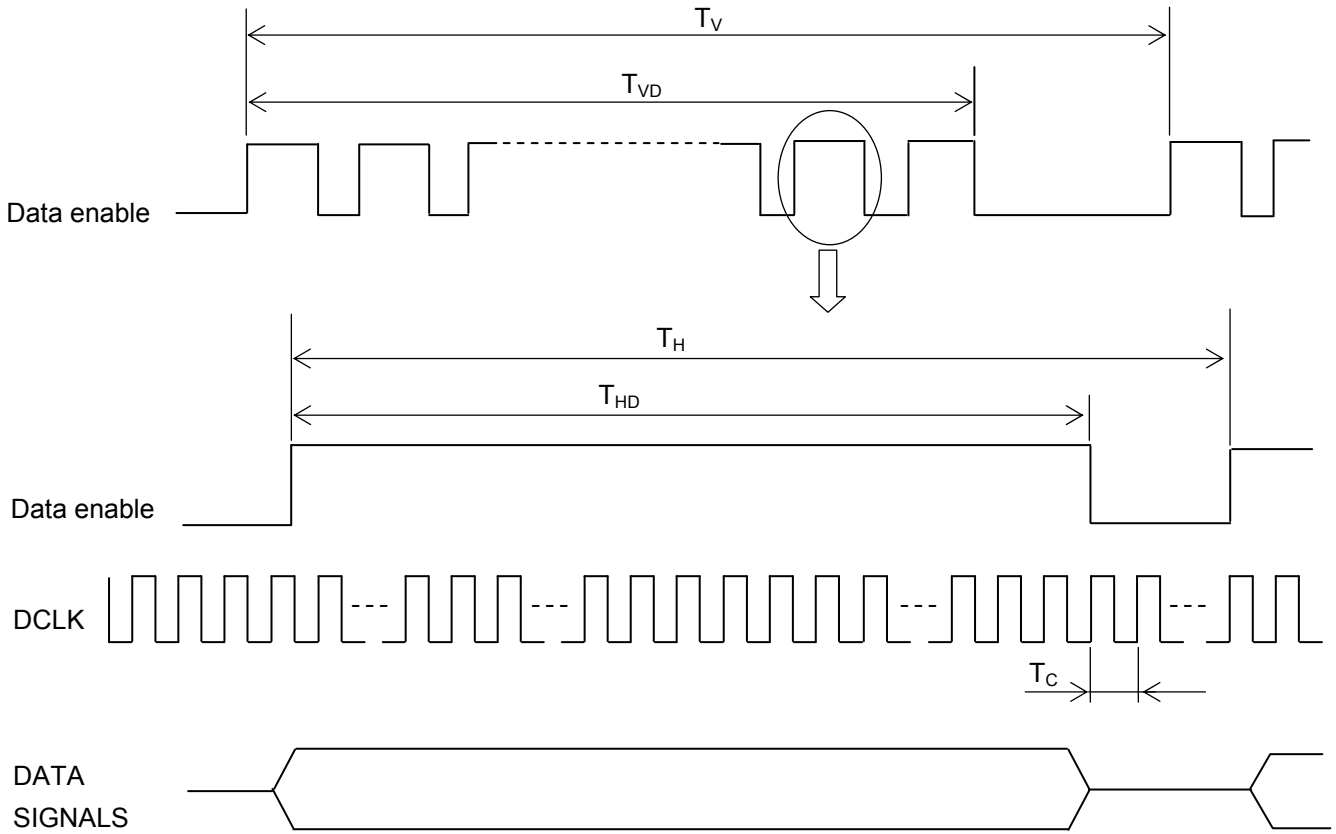 T_V
T_VD
Data enable
T_H
T_HD
Data enable
DCLK
T_C
DATA
SIGNALS